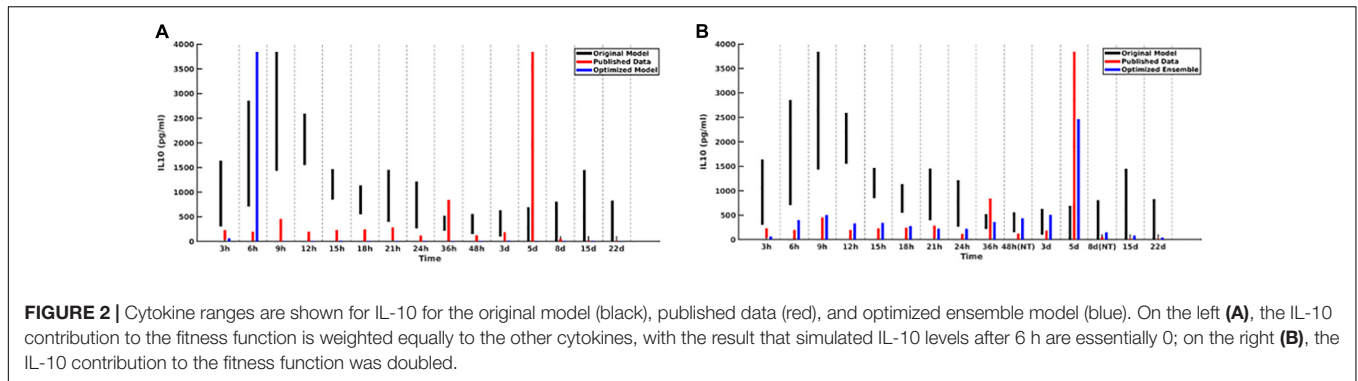 A
4000
3500
3000
2500
2000
1500
1000
500
0
IL10 (pg/ml)
Original Model
Published Data
Optimized Model
3h 6h 9h 12h 15h 18h 21h 24h 36h 48h 3d 5d 8d 15d 22d
Time
B
4000
3500
3000
2500
2000
1500
1000
500
0
IL10 (pg/ml)
Original Model
Published Data
Optimized Ensemble
3h 6h 9h 12h 15h 18h 21h 24h 36h 48h(NT) 3d 5d 8d(NT) 15d 22d
Time
FIGURE 2 | Cytokine ranges are shown for IL-10 for the original model (black), published data (red), and optimized ensemble model (blue). On the left (A), the IL-10
contribution to the fitness function is weighted equally to the other cytokines, with the result that simulated IL-10 levels after 6 h are essentially 0; on the right (B), the
IL-10 contribution to the fitness function was doubled.